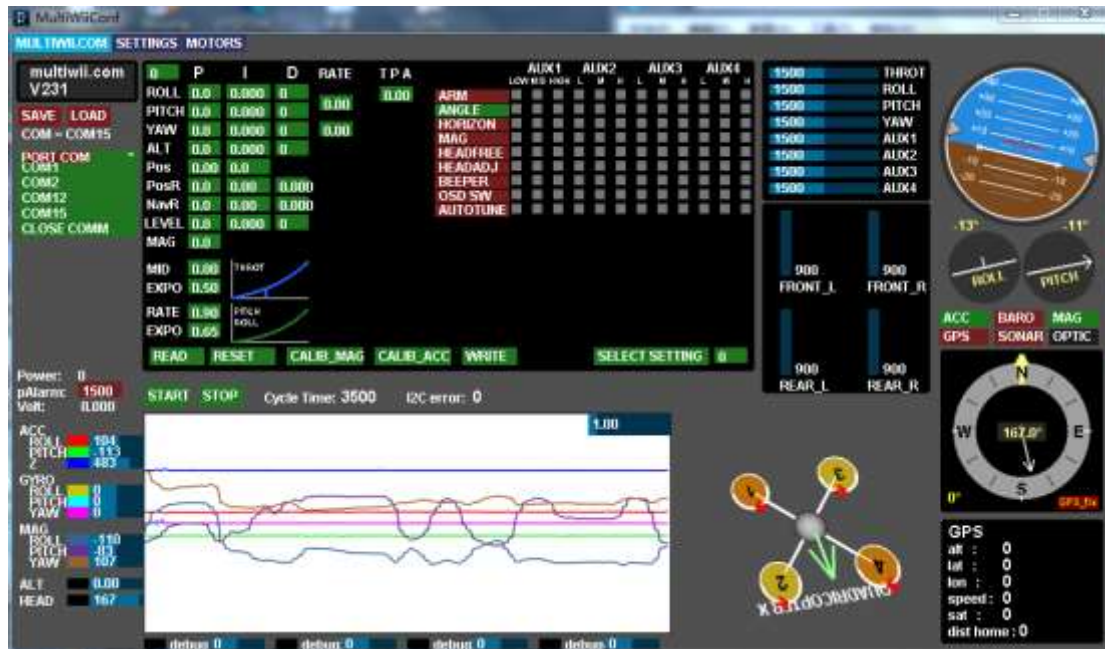 MultiWiiConf
MULTIWII.COM SETTINGS MOTORS
multiwii.com
V231
SAVE LOAD
COM = COM15
PORT COM
COM1
COM2
COM12
COM15
CLOSE COMM
Power: 0
pAlarm: 1500
Volt: 0.000
0 P I D RATE T P A
ROLL 0.0 0.000 0
0.00
0.00
PITCH 0.0 0.000 0
YAW 0.0 0.000 0 0.00
ALT 0.0 0.000 0
Pos 0.00 0.0
PosR 0.0 0.00 0.000
NavR 0.0 0.00 0.000
LEVEL 0.0 0.000 0
MAG 0.0
MID 0.00 THROT
EXPO 0.50
RATE 0.90 PITCH
ROLL
EXPO 0.65
AUX1 AUX2 AUX3 AUX4
LOW MID HIGH L M H L M H L M H
ARM
ANGLE
HORIZON
MAG
HEADFREE
HEADADJ
BEEPER
OSD SW
AUTOTUNE
READ RESET CALIB_MAG CALIB_ACC WRITE SELECT SETTING 0
START STOP Cycle Time: 3500 I2C error: 0
1500 THROT
1500 ROLL
1500 PITCH
1500 YAW
1500 AUX1
1500 AUX2
1500 AUX3
1500 AUX4
900 900
FRONT_L FRONT_R
900 900
REAR_L REAR_R
-13° -11°
ROLL PITCH
ACC BARO MAG
GPS SONAR OPTIC
N
W 167.0° E
S
0° GPS_fix
GPS
alt : 0
lat : 0
lon : 0
speed : 0
sat : 0
dist home : 0
ACC
ROLL 104
PITCH -113
Z 483
GYRO
ROLL 0
PITCH 0
YAW 0
MAG
ROLL -110
PITCH -83
YAW 107
ALT 0.00
HEAD 167
1.00
debug 0 debug 0 debug 0 debug 0
1 3
2 4
QUADRICOPTER X